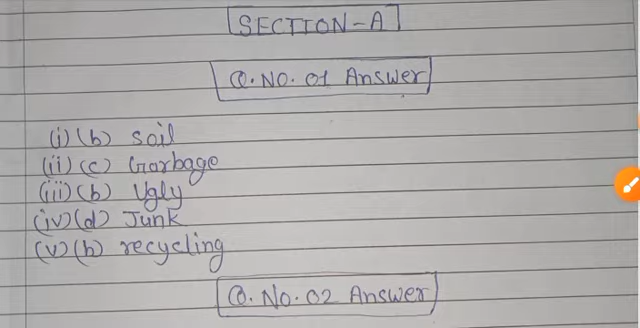 SECTION-A
Q.No.01 Answer
(i)(b) soil
(ii)(c) Garbage
(iii)(b) Ugly
(iv)(d) Junk
(v)(b) recycling
Q.No.02 Answer